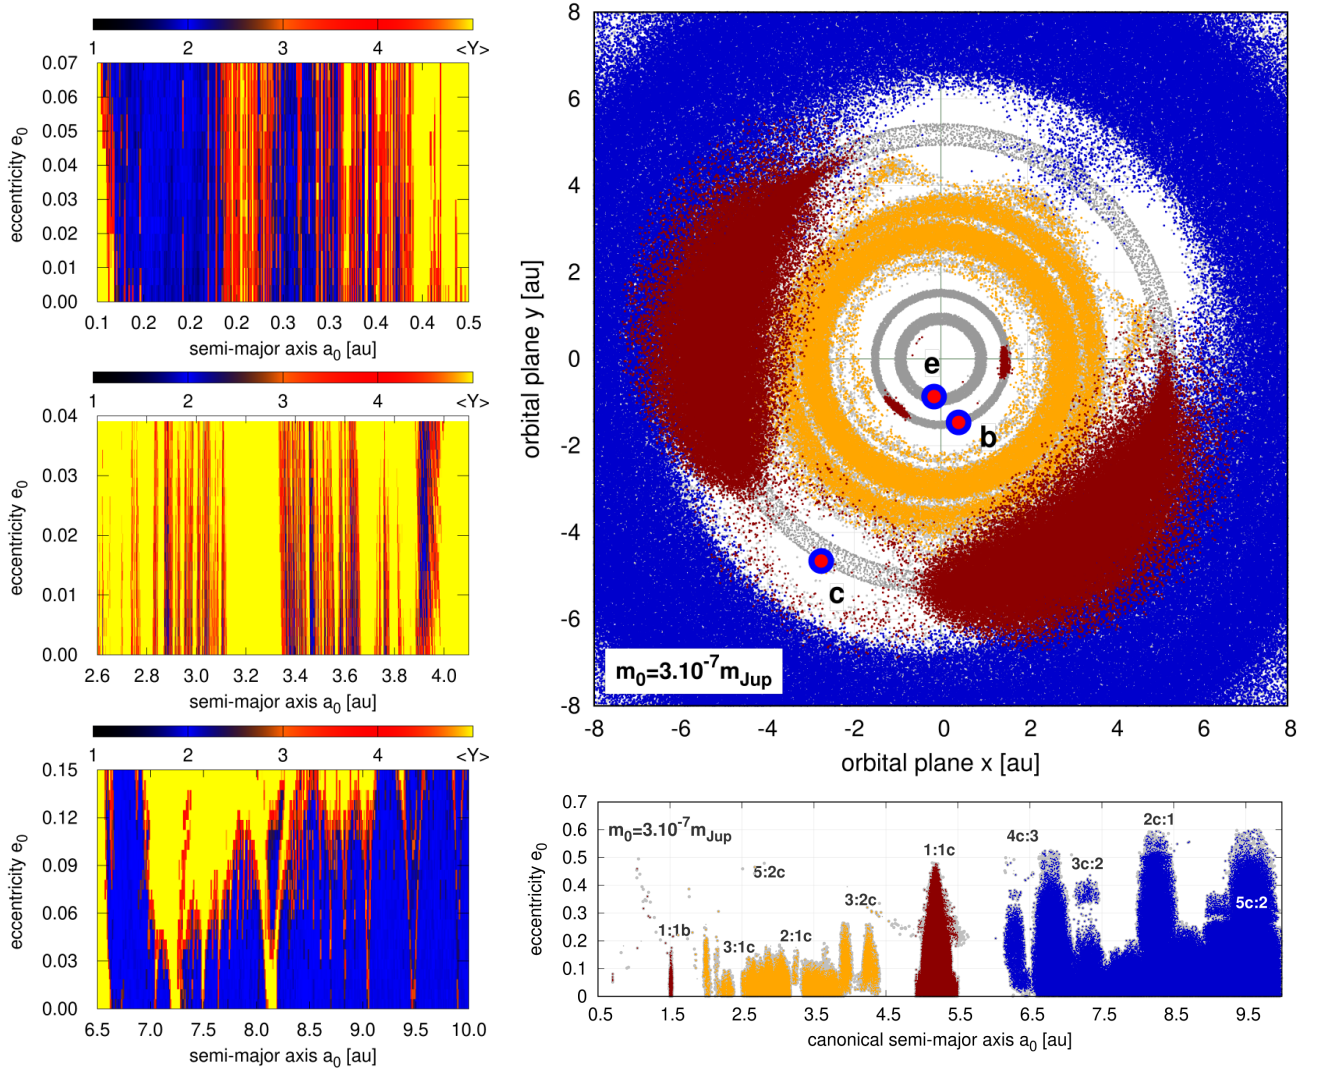 1 2 3 4 <Y>
0.07
0.06
0.05
0.04
0.03
0.02
0.01
0.00
eccentricity e0
0.1 0.2 0.2 0.2 0.3 0.3 0.4 0.4 0.5
semi-major axis a0 [au]
1 2 3 4 <Y>
0.04
0.03
0.02
0.01
0.00
eccentricity e0
2.6 2.8 3.0 3.2 3.4 3.6 3.8 4.0
semi-major axis a0 [au]
1 2 3 4 <Y>
0.15
0.12
0.09
0.06
0.03
0.00
eccentricity e0
6.5 7.0 7.5 8.0 8.5 9.0 9.5 10.0
semi-major axis a0 [au]
8
6
4
2
0
-2
-4
-6
-8
orbital plane y [au]
e
b
c
m0=3.10-7mJup
-8 -6 -4 -2 0 2 4 6 8
orbital plane x [au]
0.7
0.6
0.5
0.4
0.3
0.2
0.1
0
eccentricity e0
m0=3.10-7mJup
1:1b
3:1c
5:2c
2:1c
3:2c
1:1c
4c:3
3c:2
2c:1
5c:2
0.5 1.5 2.5 3.5 4.5 5.5 6.5 7.5 8.5 9.5
canonical semi-major axis a0 [au]